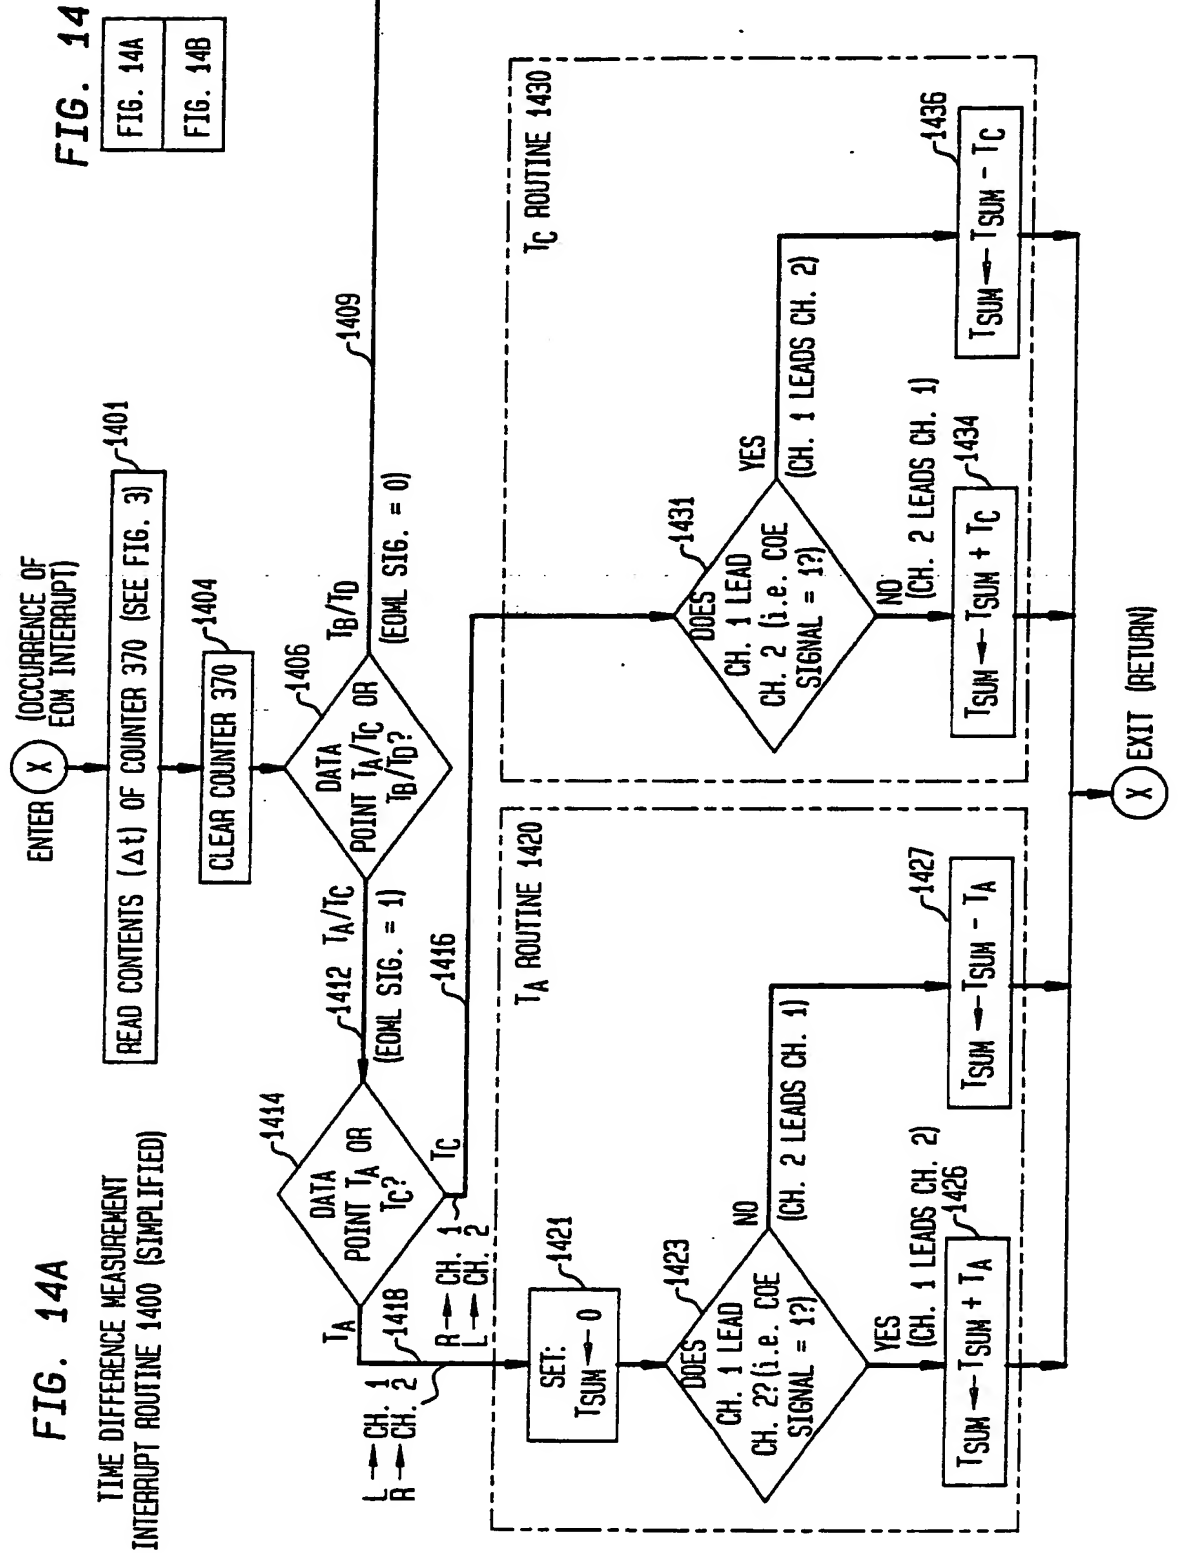 FIG. 14A
TIME DIFFERENCE MEASUREMENT
INTERRUPT ROUTINE 1400 (SIMPLIFIED)
FIG. 14
FIG. 14A
FIG. 14B
ENTER X (OCCURRENCE OF
EOM INTERRUPT)
READ CONTENTS (Δt) OF COUNTER 370 (SEE FIG. 3)
1401
CLEAR COUNTER 370
1404
DATA
POINT TA/TC OR
TB/TD?
1406
TB/TD
(EOML SIG. = 0)
1409
1412 TA/TC
(EOML SIG. = 1)
DATA
POINT TA OR
TC?
1414
TA
1418
L→CH. 1
R→CH. 2
TC
R→CH. 1
L→CH. 2
1416
TA ROUTINE 1420
SET:
TSUM←0
1421
DOES
CH. 1 LEAD
CH. 2?(i.e. COE
SIGNAL = 1?)
1423
NO
(CH. 2 LEADS CH. 1)
YES
(CH. 1 LEADS CH. 2)
1426
TSUM←TSUM + TA
1427
TSUM←TSUM - TA
TC ROUTINE 1430
DOES
CH. 1 LEAD
CH. 2 (i.e. COE
SIGNAL = 1?)
1431
YES
(CH. 1 LEADS CH. 2)
NO
(CH. 2 LEADS CH. 1)
1434
TSUM←TSUM + TC
1436
TSUM←TSUM - TC
X EXIT (RETURN)